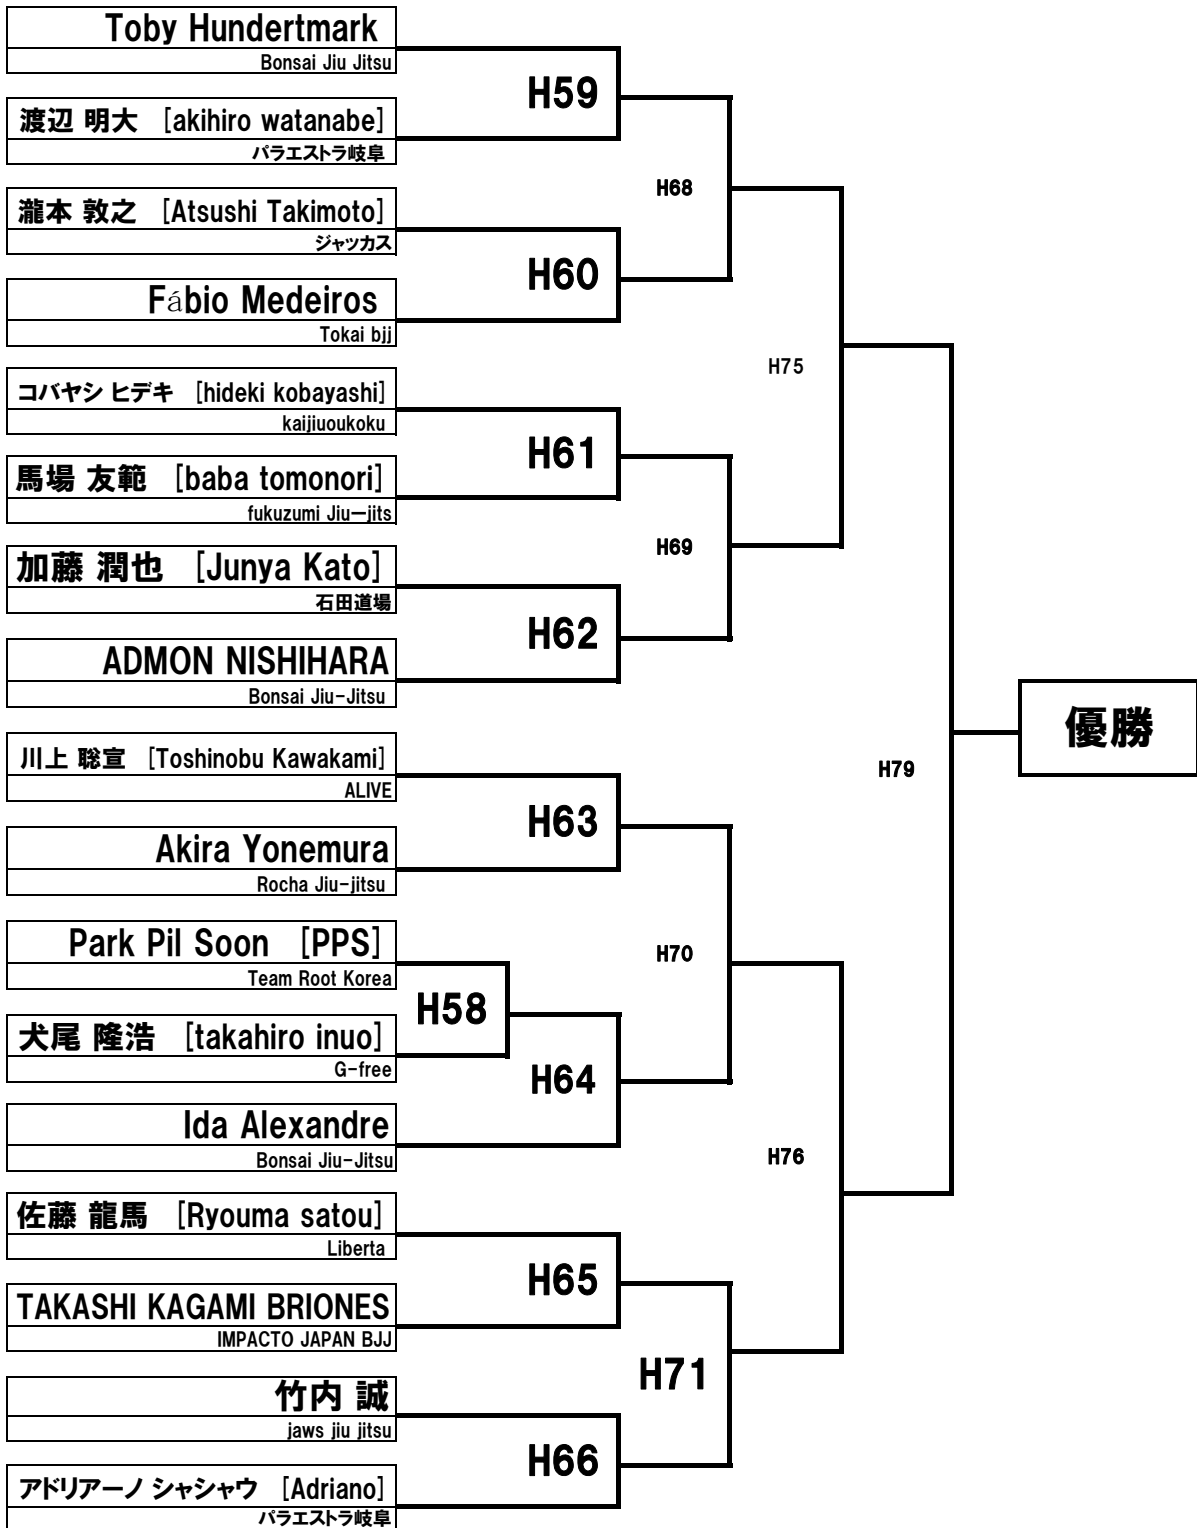 Toby Hundertmark
Bonsai Jiu Jitsu
渡辺 明大 [akihiro watanabe]
パラエストラ岐阜
H59
瀧本 敦之 [Atsushi Takimoto]
ジャッカス
H68
Fábio Medeiros
Tokai bjj
H60
コバヤシ ヒデキ [hideki kobayashi]
kaijiuoukoku
H75
馬場 友範 [baba tomonori]
fukuzumi Jiu—jits
H61
加藤 潤也 [Junya Kato]
石田道場
H69
ADMON NISHIHARA
Bonsai Jiu-Jitsu
H62
優勝
川上 聡宣 [Toshinobu Kawakami]
ALIVE
H79
Akira Yonemura
Rocha Jiu-jitsu
H63
Park Pil Soon [PPS]
Team Root Korea
H70
犬尾 隆浩 [takahiro inuo]
G-free
H58
H64
Ida Alexandre
Bonsai Jiu-Jitsu
H76
佐藤 龍馬 [Ryouma satou]
Liberta
H65
TAKASHI KAGAMI BRIONES
IMPACTO JAPAN BJJ
H71
竹内 誠
jaws jiu jitsu
H66
アドリアーノ シャシャウ [Adriano]
パラエストラ岐阜